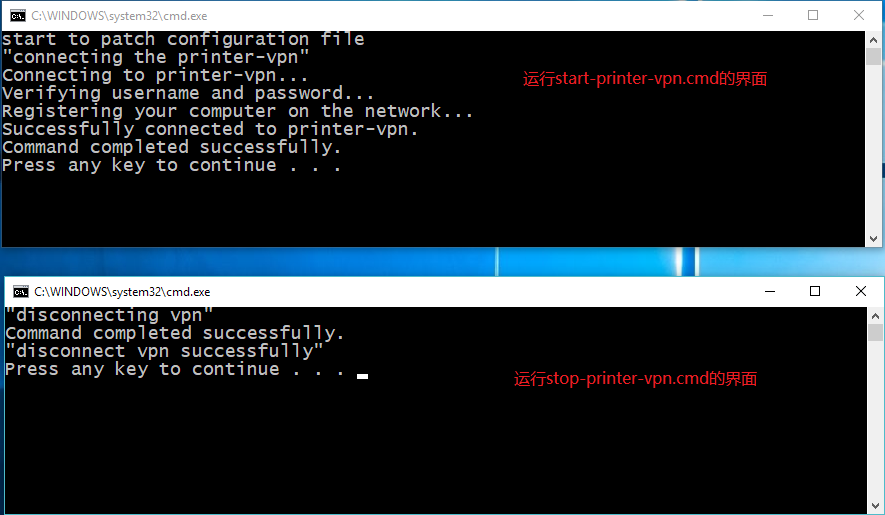 C:\WINDOWS\system32\cmd.exe
start to patch configuration file
"connecting the printer-vpn"
Connecting to printer-vpn...
Verifying username and password...
Registering your computer on the network...
Successfully connected to printer-vpn.
Command completed successfully.
Press any key to continue . . .
运行start-printer-vpn.cmd的界面
C:\WINDOWS\system32\cmd.exe
"disconnecting vpn"
Command completed successfully.
"disconnect vpn successfully"
Press any key to continue . . .
运行stop-printer-vpn.cmd的界面